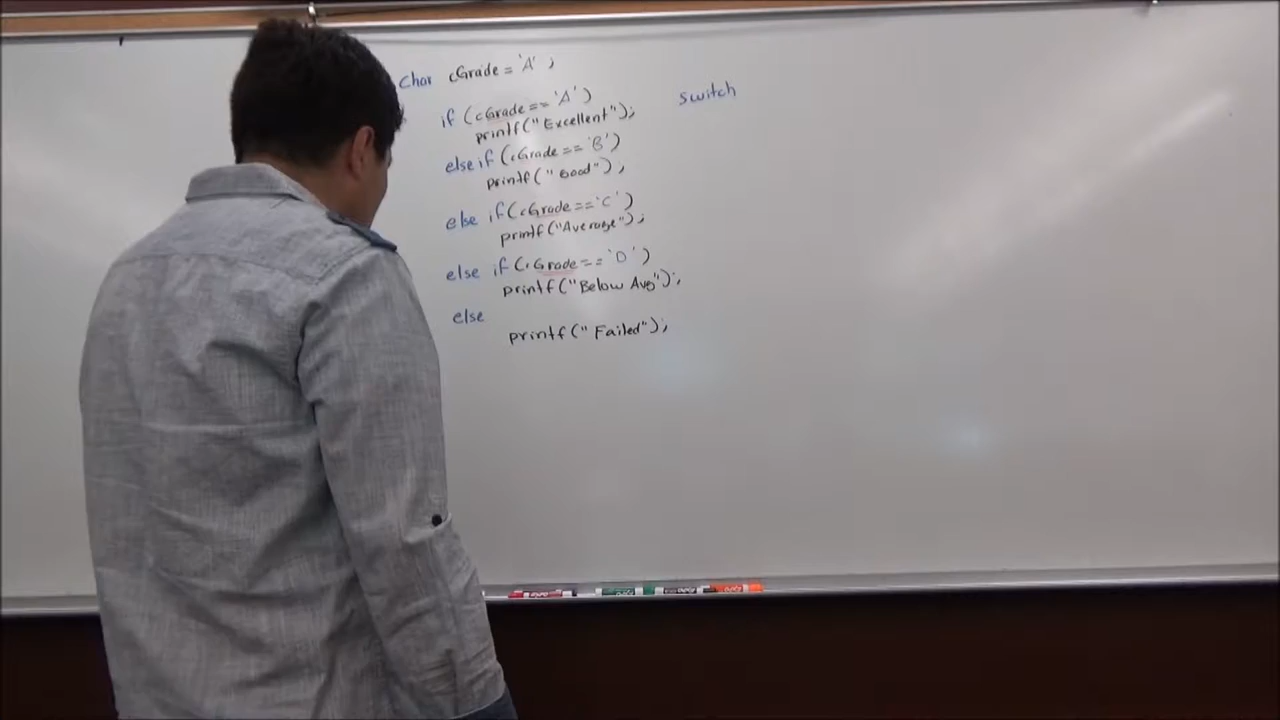 char cGrade = 'A' ;
if (cGrade == 'A')
printf("Excellent");
else if (cGrade == 'B')
printf("Good") ;
else if (cGrade == 'C')
printf("Average");
else if (cGrade == 'D')
printf("Below Avg");
else
printf("Failed");
switch